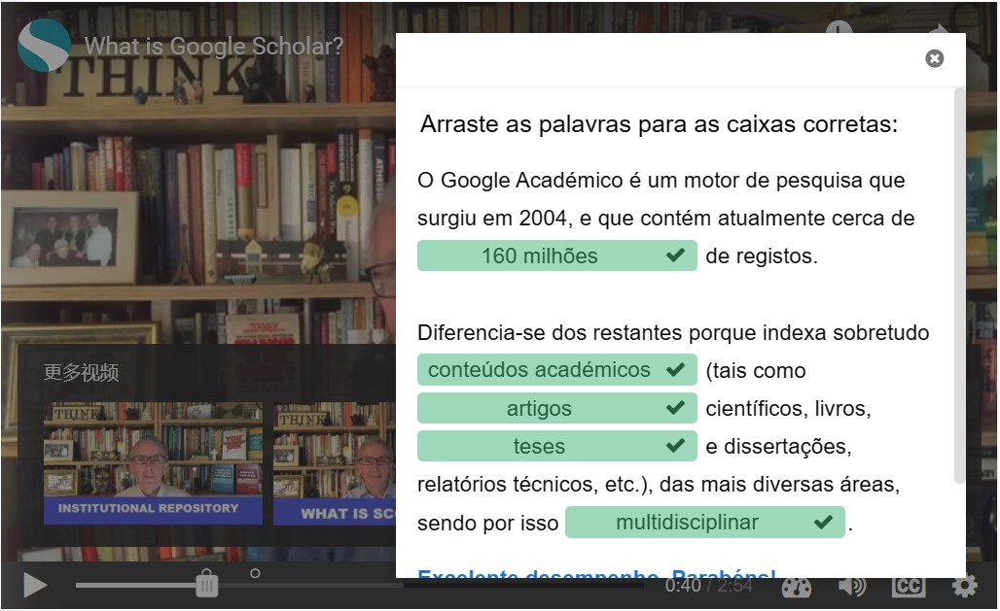 What is Google Scholar?
THINK
Arraste as palavras para as caixas corretas:
O Google Académico é um motor de pesquisa que
surgiu em 2004, e que contém atualmente cerca de
160 milhões de registos.
Diferencia-se dos restantes porque indexa sobretudo
conteúdos académicos (tais como
artigos científicos, livros,
teses e dissertações,
relatórios técnicos, etc.), das mais diversas áreas,
sendo por isso multidisciplinar.
Excelente desempenho. Parabéns!
更多视频
THINK
INSTITUTIONAL REPOSITORY
THINK
WHAT IS SC
0:40 / 2:54
CC